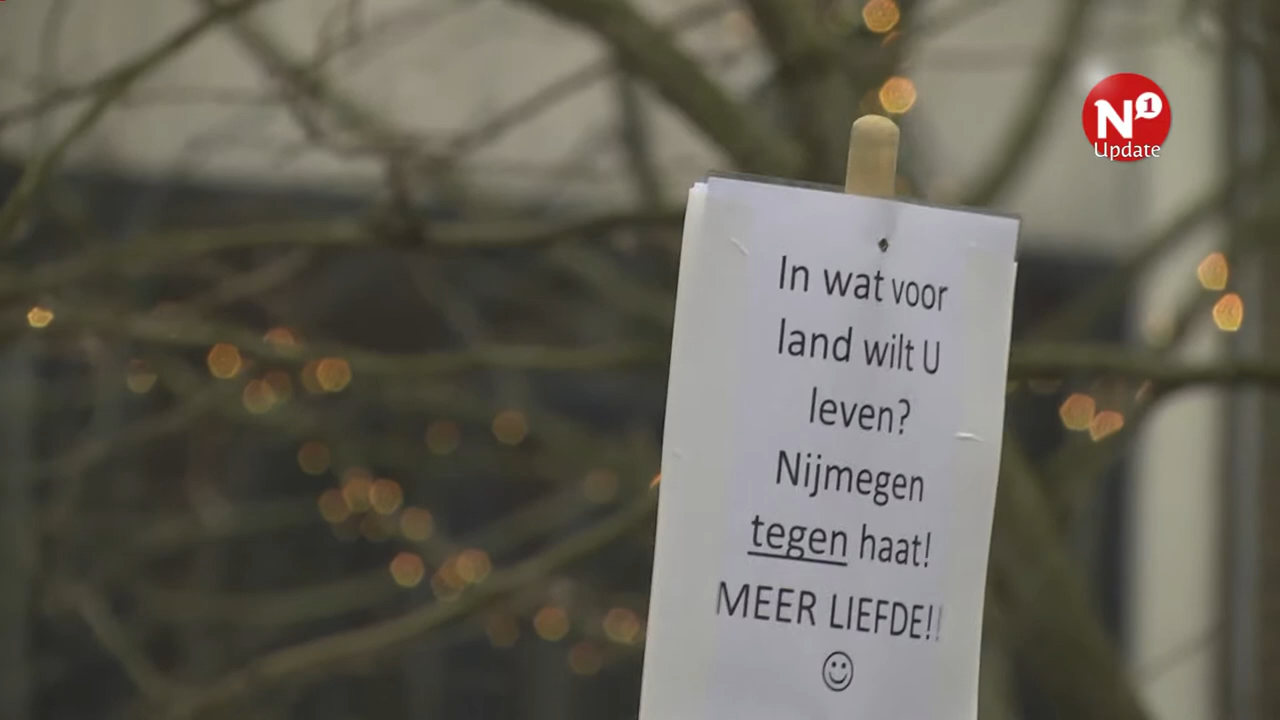 N1
Update
In wat voor
land wilt U
leven?
Nijmegen
tegen haat!
MEER LIEFDE!!
☺